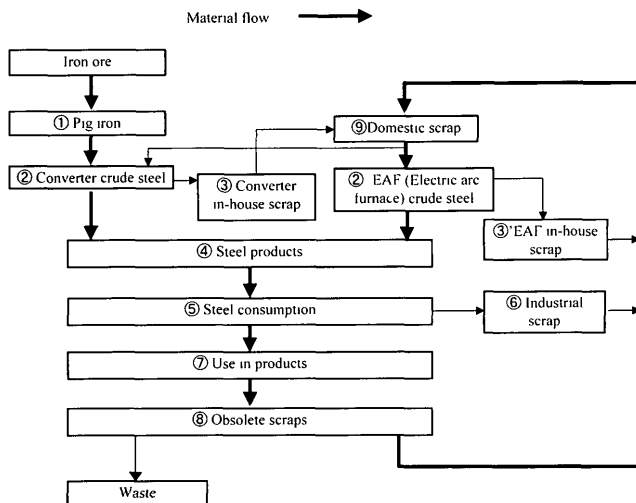 Material flow
Iron ore
① Pig iron
⑨Domestic scrap
② Converter crude steel
③ Converter
in-house scrap
② EAF (Electric arc
furnace) crude steel
③'EAF in-house
scrap
④ Steel products
⑤ Steel consumption
⑥ Industrial
scrap
⑦ Use in products
⑧ Obsolete scraps
Waste